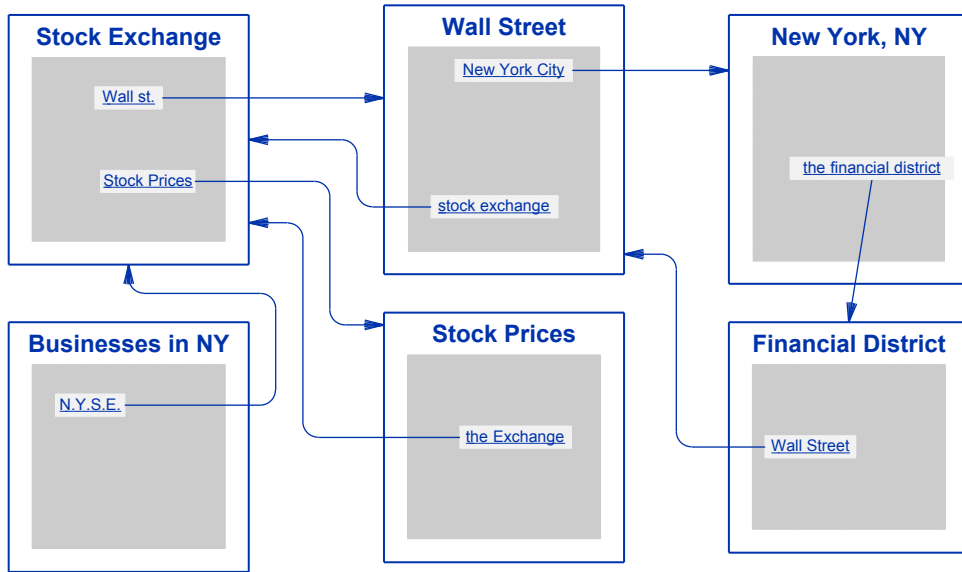 Stock Exchange
Wall st.
Stock Prices
Wall Street
New York City
stock exchange
New York, NY
the financial district
Businesses in NY
N.Y.S.E.
Stock Prices
the Exchange
Financial District
Wall Street